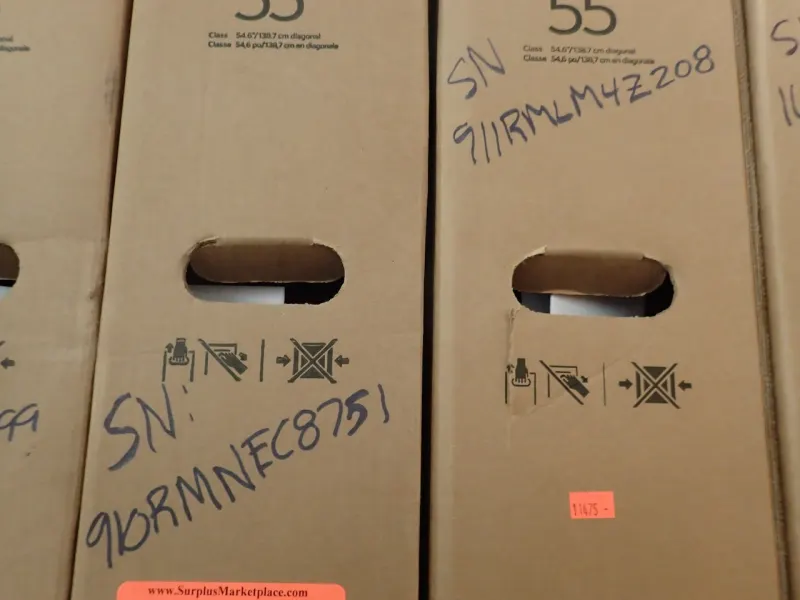 55
Class 54.6"/138.7 cm diagonal
Classe 54,6 po/138,7 cm en diagonale
SN:
910RMNEC8751
www.SurplusMarketplace.com
55
Class 54.6"/138.7 cm diagonal
Classe 54,6 po/138,7 cm en diagonale
SN
911RMLM4Z208
11475 -
99